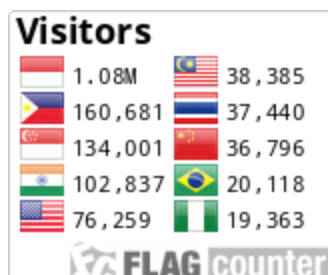 Visitors
1.08M 38,385
160,681 37,440
134,001 36,796
102,837 20,118
76,259 19,363
FLAG counter